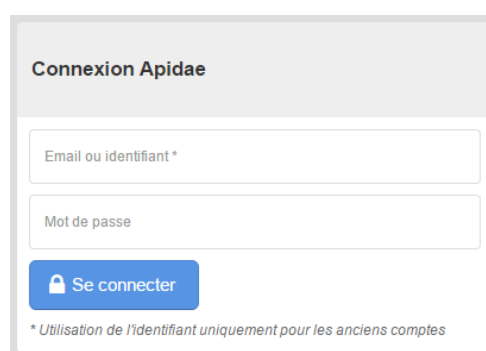 Connexion Apidae
Email ou identifiant *
Mot de passe
Se connecter
* Utilisation de l'identifiant uniquement pour les anciens comptes